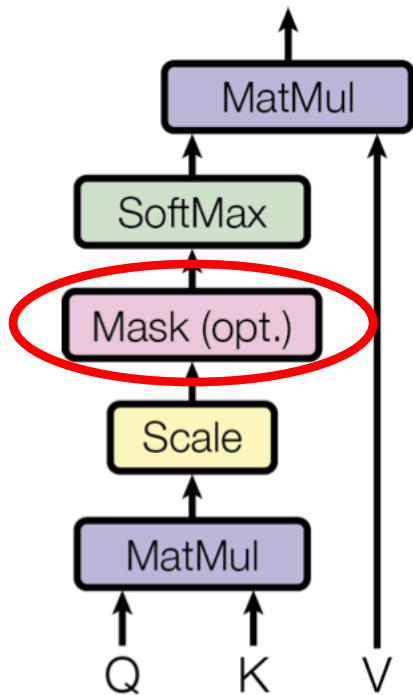 MatMul
SoftMax
Mask (opt.)
Scale
MatMul
Q K V